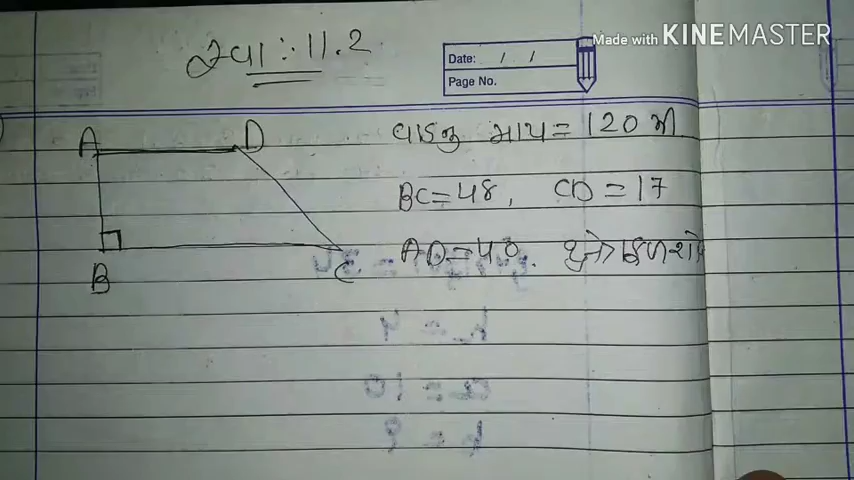 Made with KINEMASTER
સ્વા : 11.2
Date: / /
Page No.
A D
વાડનુ માપ = 120 મી
BC = 48, CD = 17
AD = 40. ક્ષેત્રફળ શો
B C